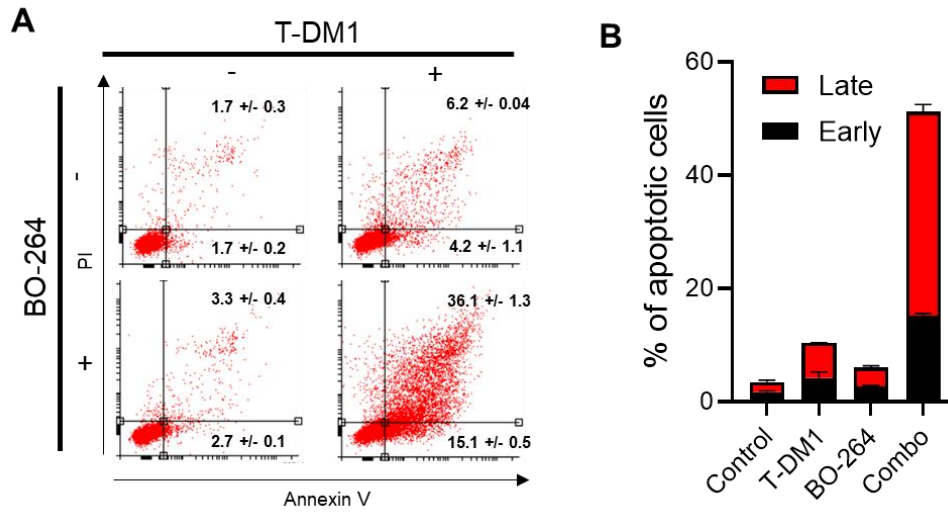 A
T-DM1
-
+
BO-264
-
+
PI
1.7 +/- 0.3
1.7 +/- 0.2
6.2 +/- 0.04
4.2 +/- 1.1
3.3 +/- 0.4
2.7 +/- 0.1
36.1 +/- 1.3
15.1 +/- 0.5
Annexin V
B
% of apoptotic cells
60
40
20
0
Late
Early
Control
T-DM1
BO-264
Combo